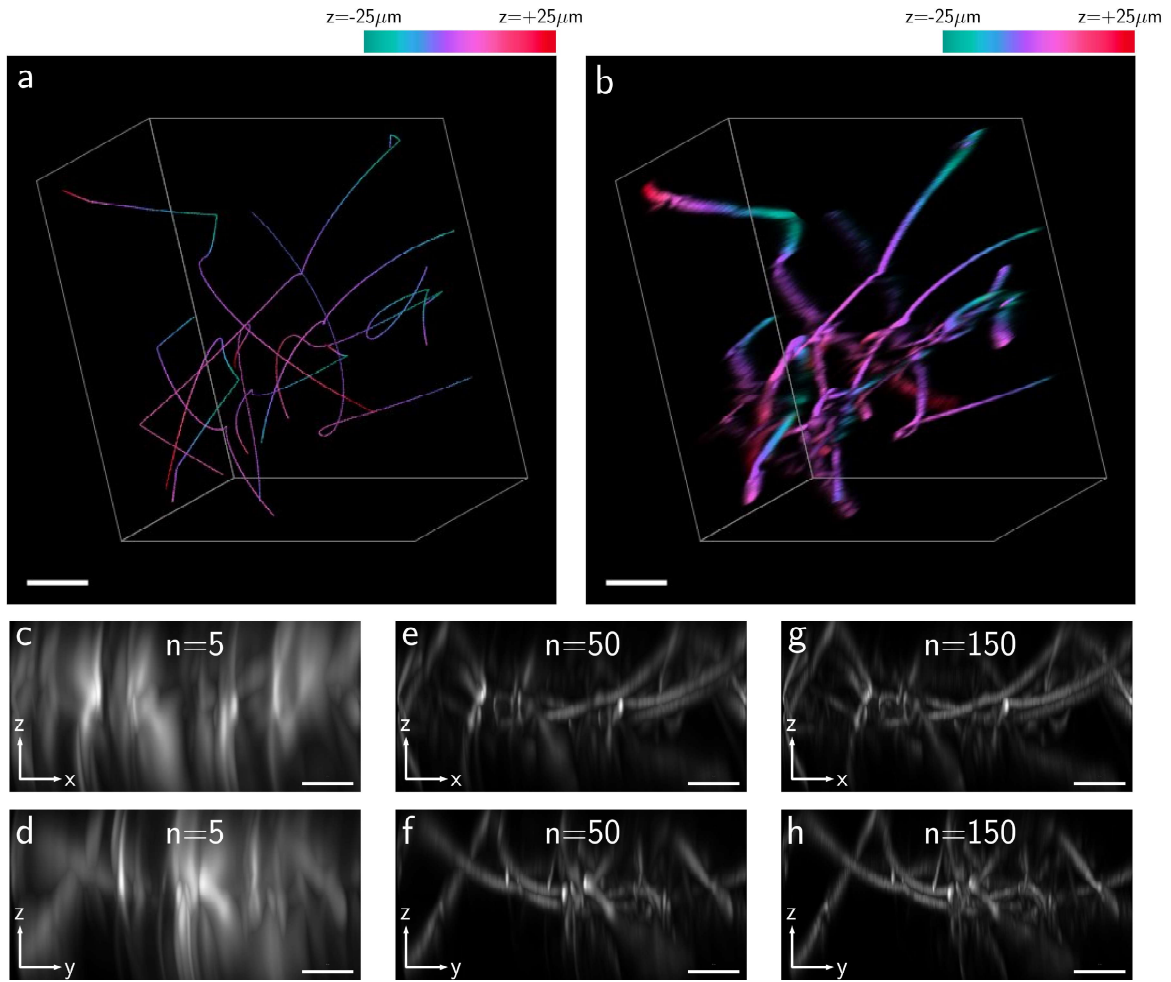 z=-25μm z=+25μm z=-25μm z=+25μm
a b
c n=5 e n=50 g n=150
z z z
x x x
d n=5 f n=50 h n=150
z z z
y y y